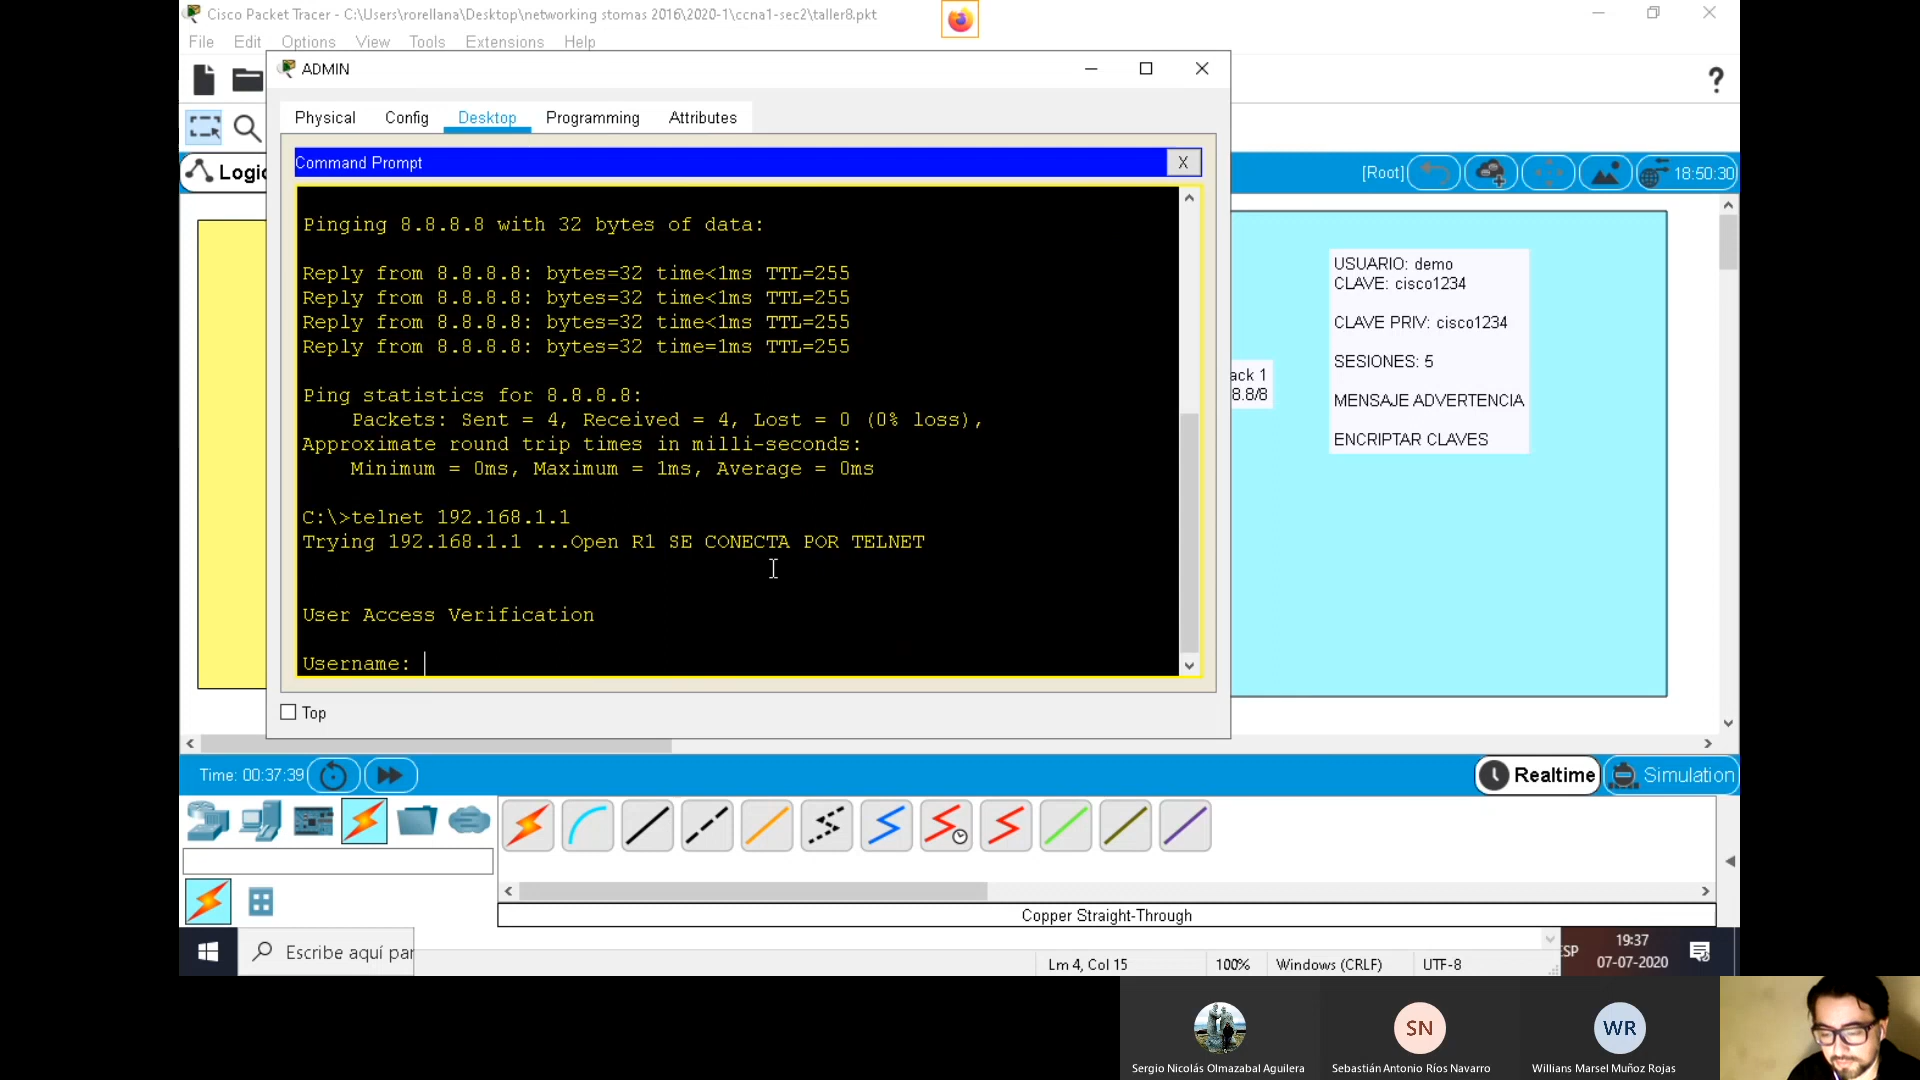 Cisco Packet Tracer - C:\Users\rorellana\Desktop\networking stomas 2016\2020-1\ccna1-sec2\taller8.pkt
File Edit Options View Tools Extensions Help
ADMIN
?
Physical Config Desktop Programming Attributes
Command Prompt
X
Logic
[Root]
18:50:30
Pinging 8.8.8.8 with 32 bytes of data:
Reply from 8.8.8.8: bytes=32 time<1ms TTL=255
Reply from 8.8.8.8: bytes=32 time<1ms TTL=255
Reply from 8.8.8.8: bytes=32 time<1ms TTL=255
Reply from 8.8.8.8: bytes=32 time=1ms TTL=255
Ping statistics for 8.8.8.8:
Packets: Sent = 4, Received = 4, Lost = 0 (0% loss),
Approximate round trip times in milli-seconds:
Minimum = 0ms, Maximum = 1ms, Average = 0ms
C:\>telnet 192.168.1.1
Trying 192.168.1.1 ...Open R1 SE CONECTA POR TELNET
User Access Verification
Username:
USUARIO: demo
CLAVE: cisco1234
CLAVE PRIV: cisco1234
SESIONES: 5
MENSAJE ADVERTENCIA
ENCRIPTAR CLAVES
ack 1
8.8/8
Top
Time: 00:37:39
Realtime
Simulation
Copper Straight-Through
Escribe aquí par
Lm 4, Col 15
100%
Windows (CRLF)
UTF-8
ESP
19:37
07-07-2020
SN
WR
Sergio Nicolás Olmazabal Aguilera
Sebastián Antonio Ríos Navarro
Willians Marsel Muñoz Rojas